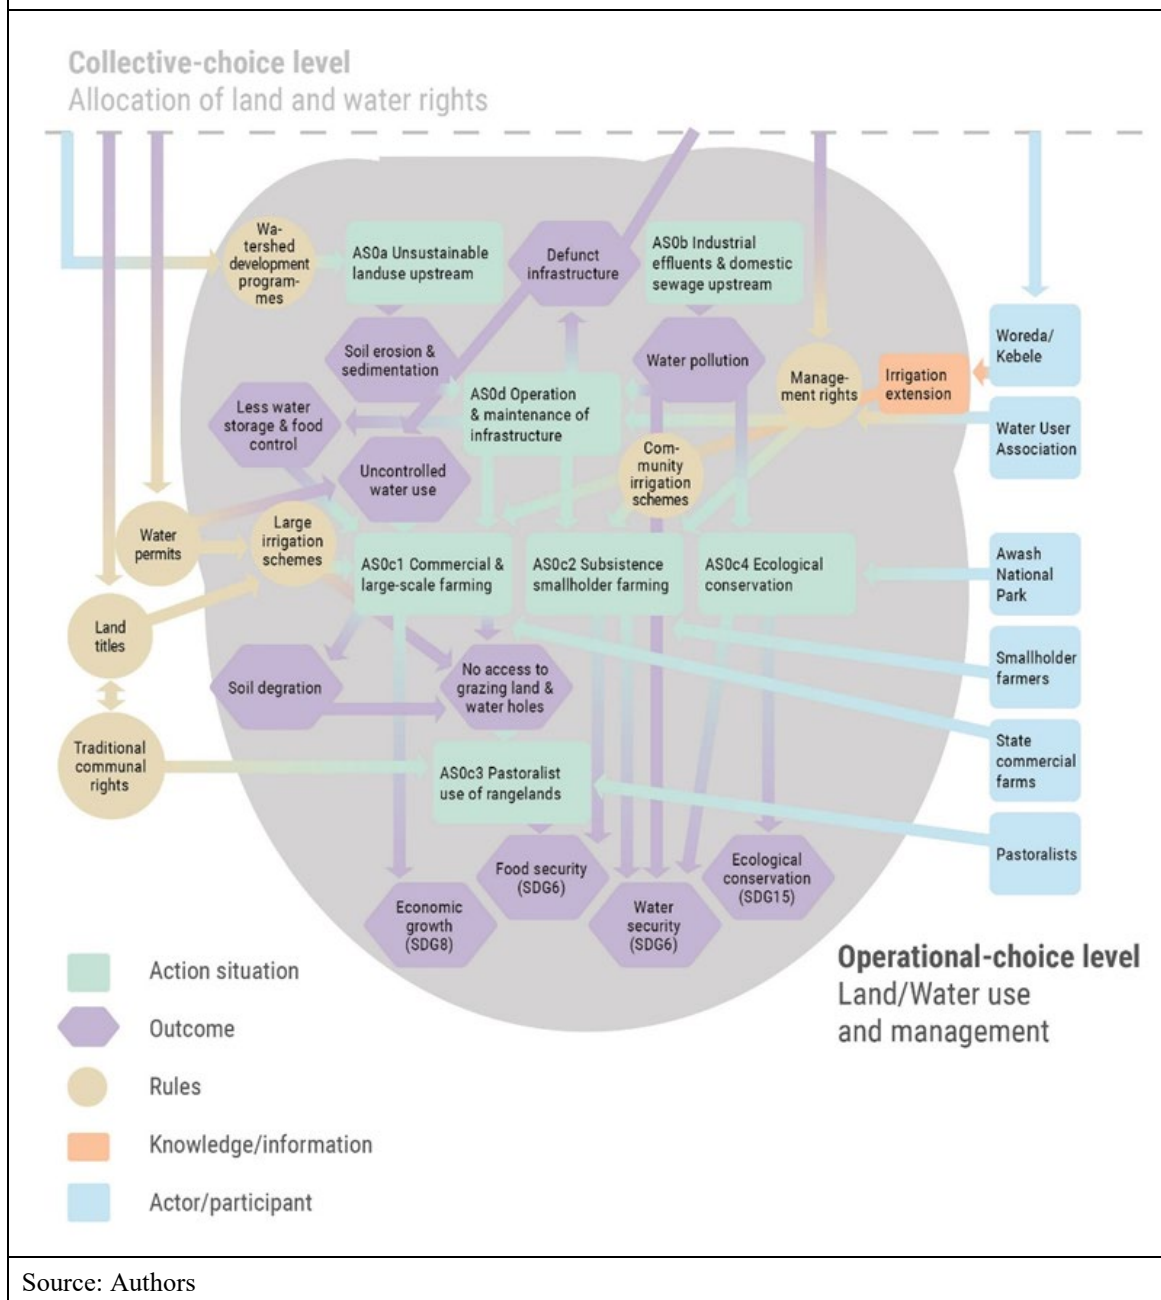 Collective-choice level
Allocation of land and water rights
Wa-
tershed
development
program-
mes
AS0a Unsustainable
landuse upstream
Defunct
infrastructure
AS0b Industrial
effluents & domestic
sewage upstream
Soil erosion &
sedimentation
Water pollution
Manage-
ment rights
Irrigation
extension
Woreda/
Kebele
Less water
storage & food
control
AS0d Operation
& maintenance of
infrastructure
Water User
Association
Uncontrolled
water use
Com-
munity
irrigation
schemes
Water
permits
Large
irrigation
schemes
AS0c1 Commercial &
large-scale farming
AS0c2 Subsistence
smallholder farming
AS0c4 Ecological
conservation
Awash
National
Park
Land
titles
Soil degration
No access to
grazing land &
water holes
Smallholder
farmers
Traditional
communal
rights
AS0c3 Pastoralist
use of rangelands
State
commercial
farms
Pastoralists
Food security
(SDG6)
Ecological
conservation
(SDG15)
Economic
growth
(SDG8)
Water
security
(SDG6)
Operational-choice level
Land/Water use
and management
Action situation
Outcome
Rules
Knowledge/information
Actor/participant
Source: Authors